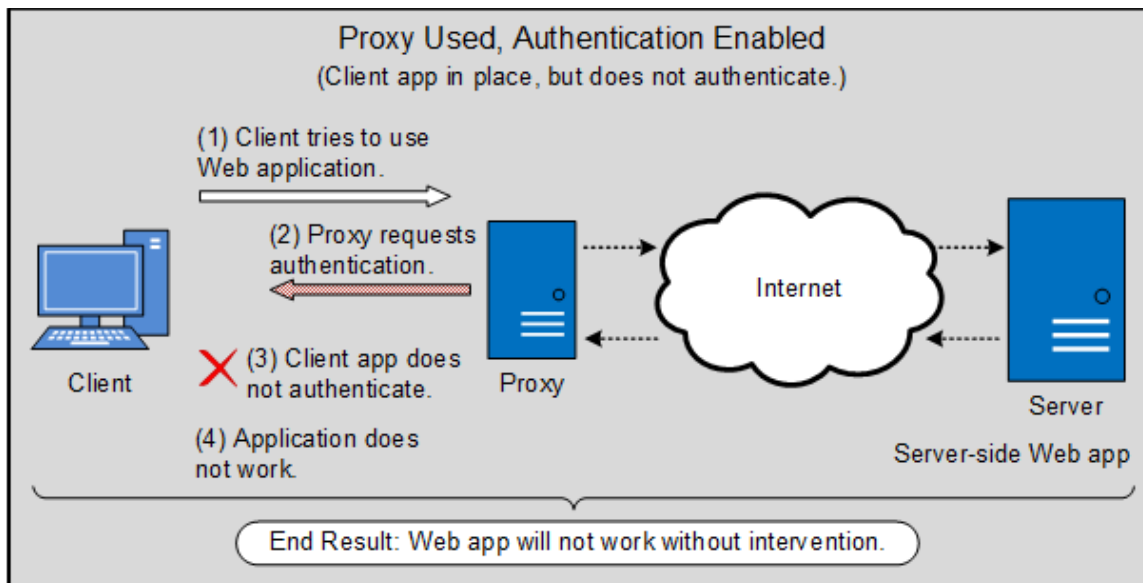 Proxy Used, Authentication Enabled
(Client app in place, but does not authenticate.)
(1) Client tries to use
Web application.
(2) Proxy requests
authentication.
Internet
(3) Client app does
not authenticate.
Client
Proxy
Server
(4) Application does
not work.
Server-side Web app
End Result: Web app will not work without intervention.